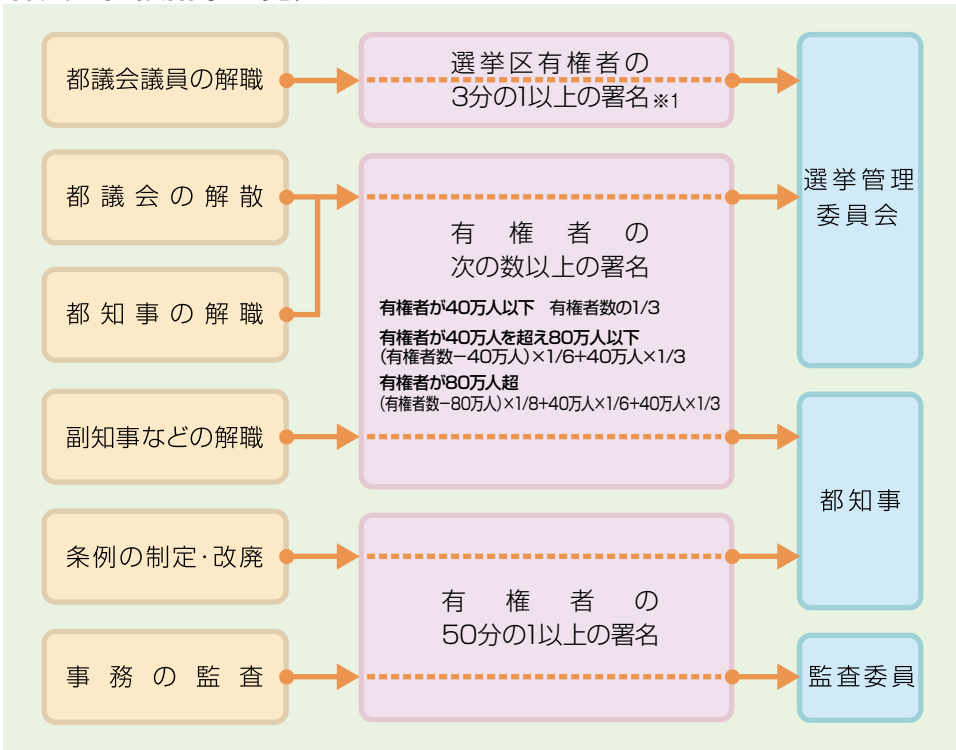 都議会議員の解職
選挙区有権者の
3分の1以上の署名※1
選挙管理
委員会
都議会の解散
都知事の解職
有権者の
次の数以上の署名
有権者が40万人以下 有権者数の1/3
有権者が40万人を超え80万人以下
(有権者数−40万人)×1/6+40万人×1/3
有権者が80万人超
(有権者数−80万人)×1/8+40万人×1/6+40万人×1/3
副知事などの解職
都知事
条例の制定・改廃
有権者の
50分の1以上の署名
事務の監査
監査委員